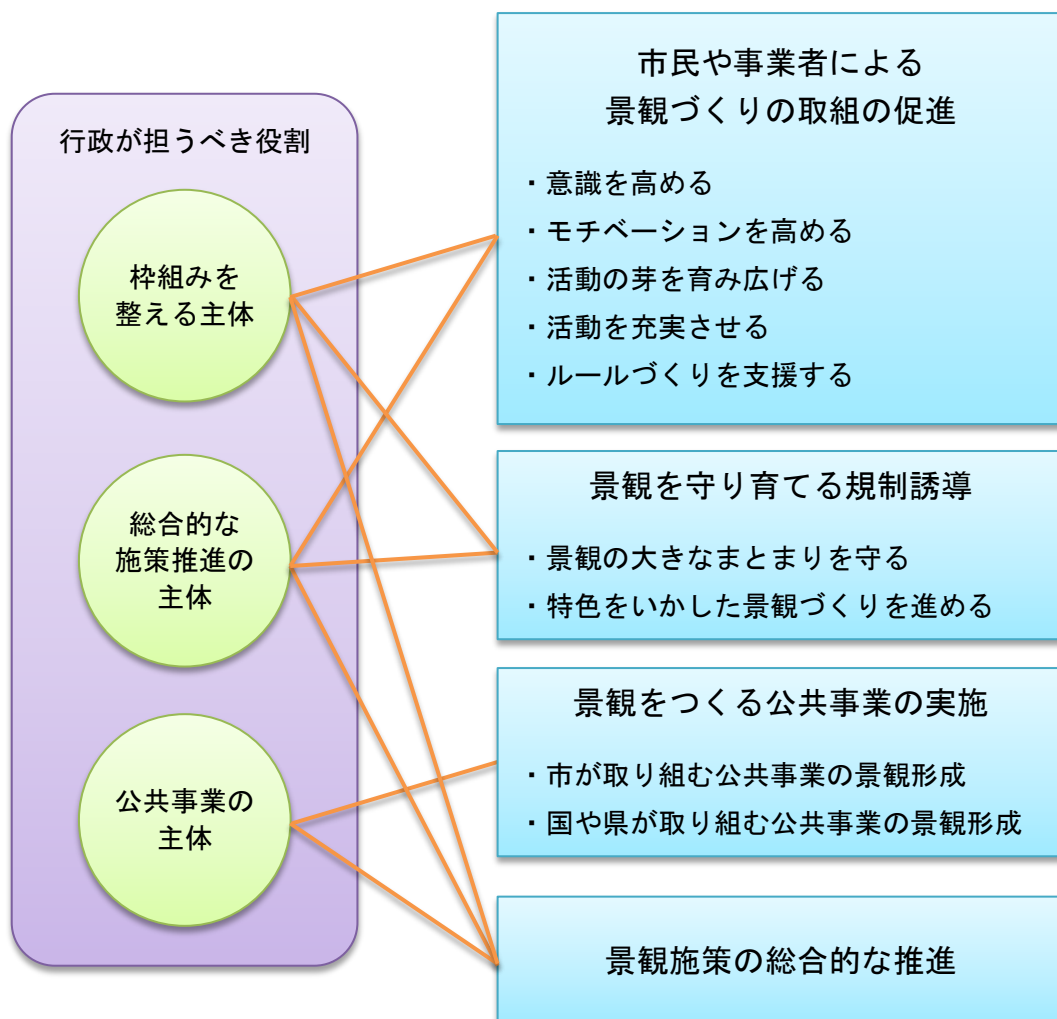 行政が担うべき役割
枠組みを
整える主体
総合的な
施策推進の
主体
公共事業の
主体
市民や事業者による
景観づくりの取組の促進
・意識を高める
・モチベーションを高める
・活動の芽を育み広げる
・活動を充実させる
・ルールづくりを支援する
景観を守り育てる規制誘導
・景観の大きなまとまりを守る
・特色をいかした景観づくりを進める
景観をつくる公共事業の実施
・市が取り組む公共事業の景観形成
・国や県が取り組む公共事業の景観形成
景観施策の総合的な推進